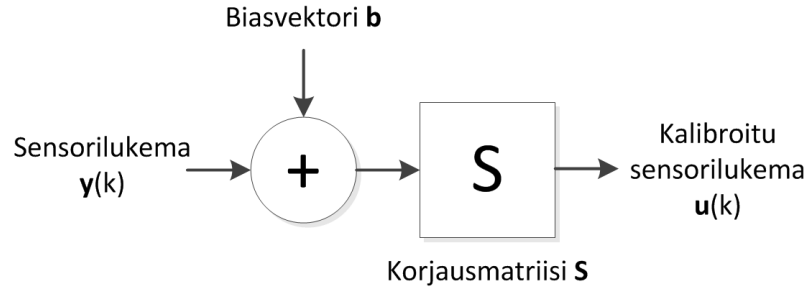 Biasvektori b
Sensorilukema
y(k)
+
S
Kalibroitu
sensorilukema
u(k)
Korjausmatriisi S